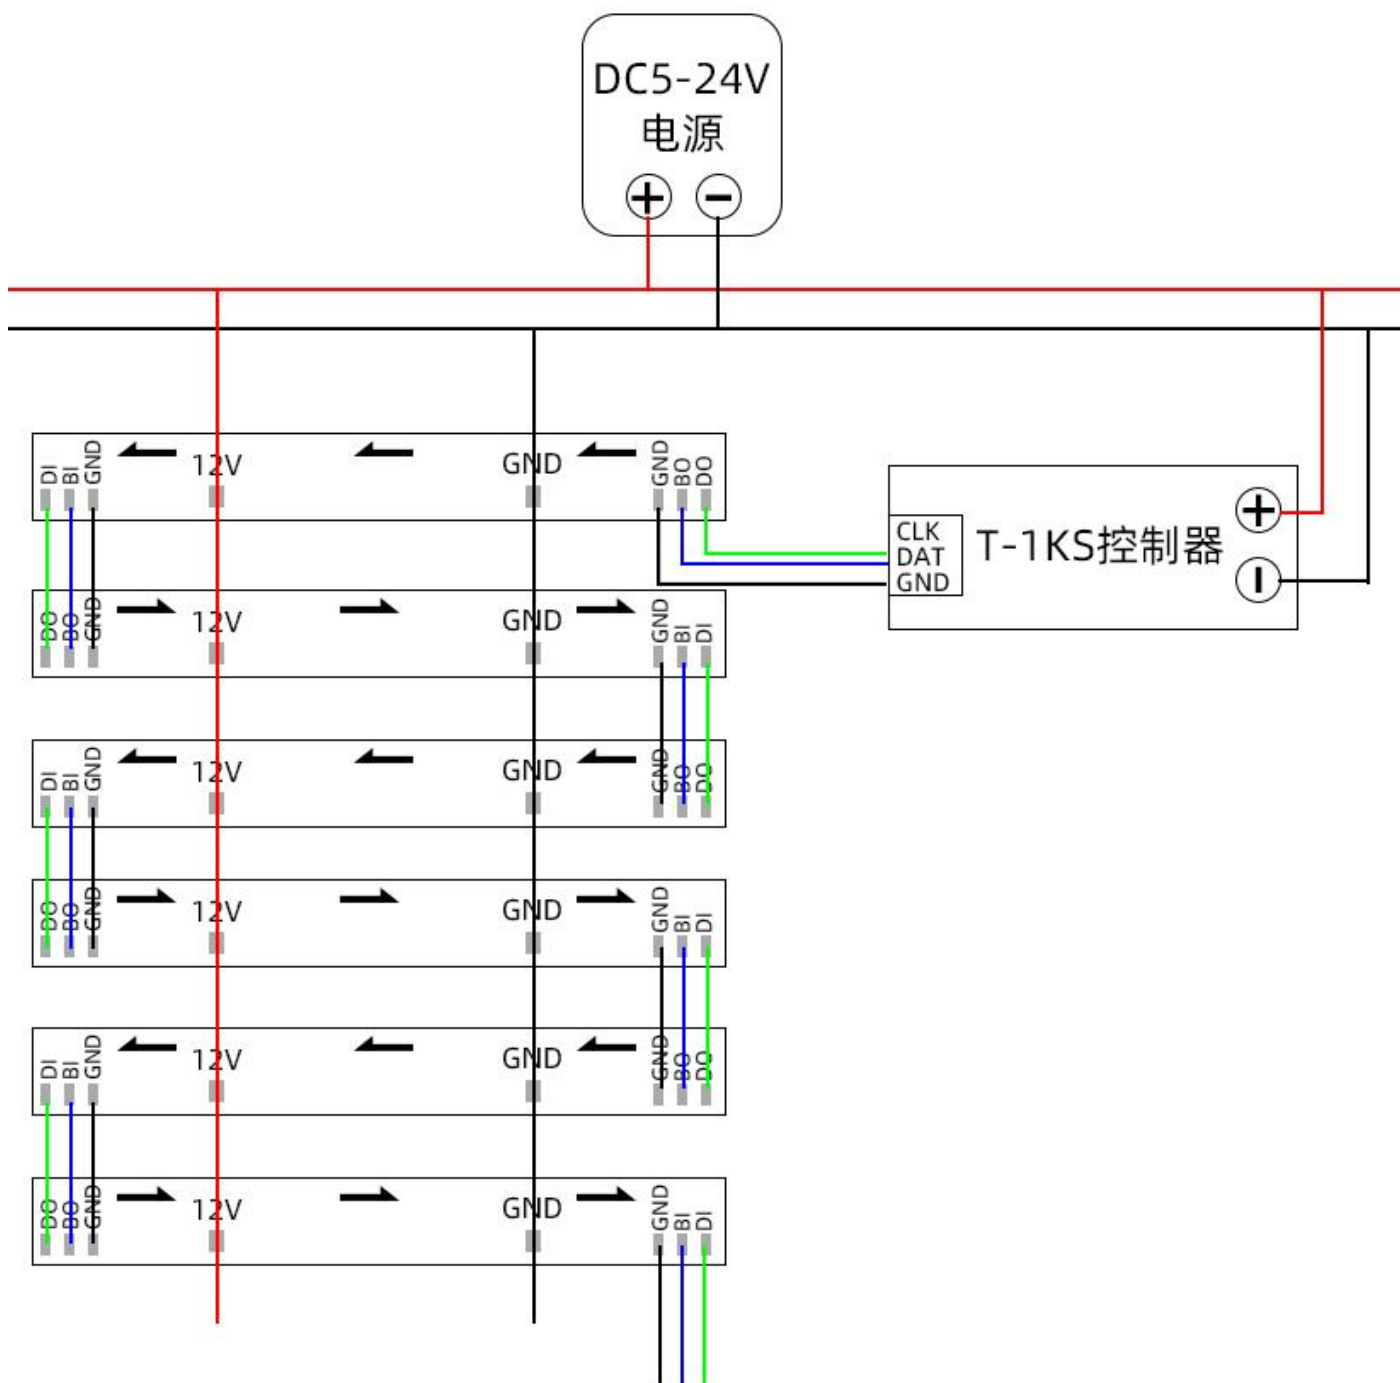 DC5-24V
电源
DI BI GND 12V GND GND BO DO
CLK
DAT
GND
T-1KS控制器
DO BO GND 12V GND GND BI DI
DI BI GND 12V GND GND BO DO
DO BO GND 12V GND GND BI DI
DI BI GND 12V GND GND BO DO
DO BO GND 12V GND GND BI DI